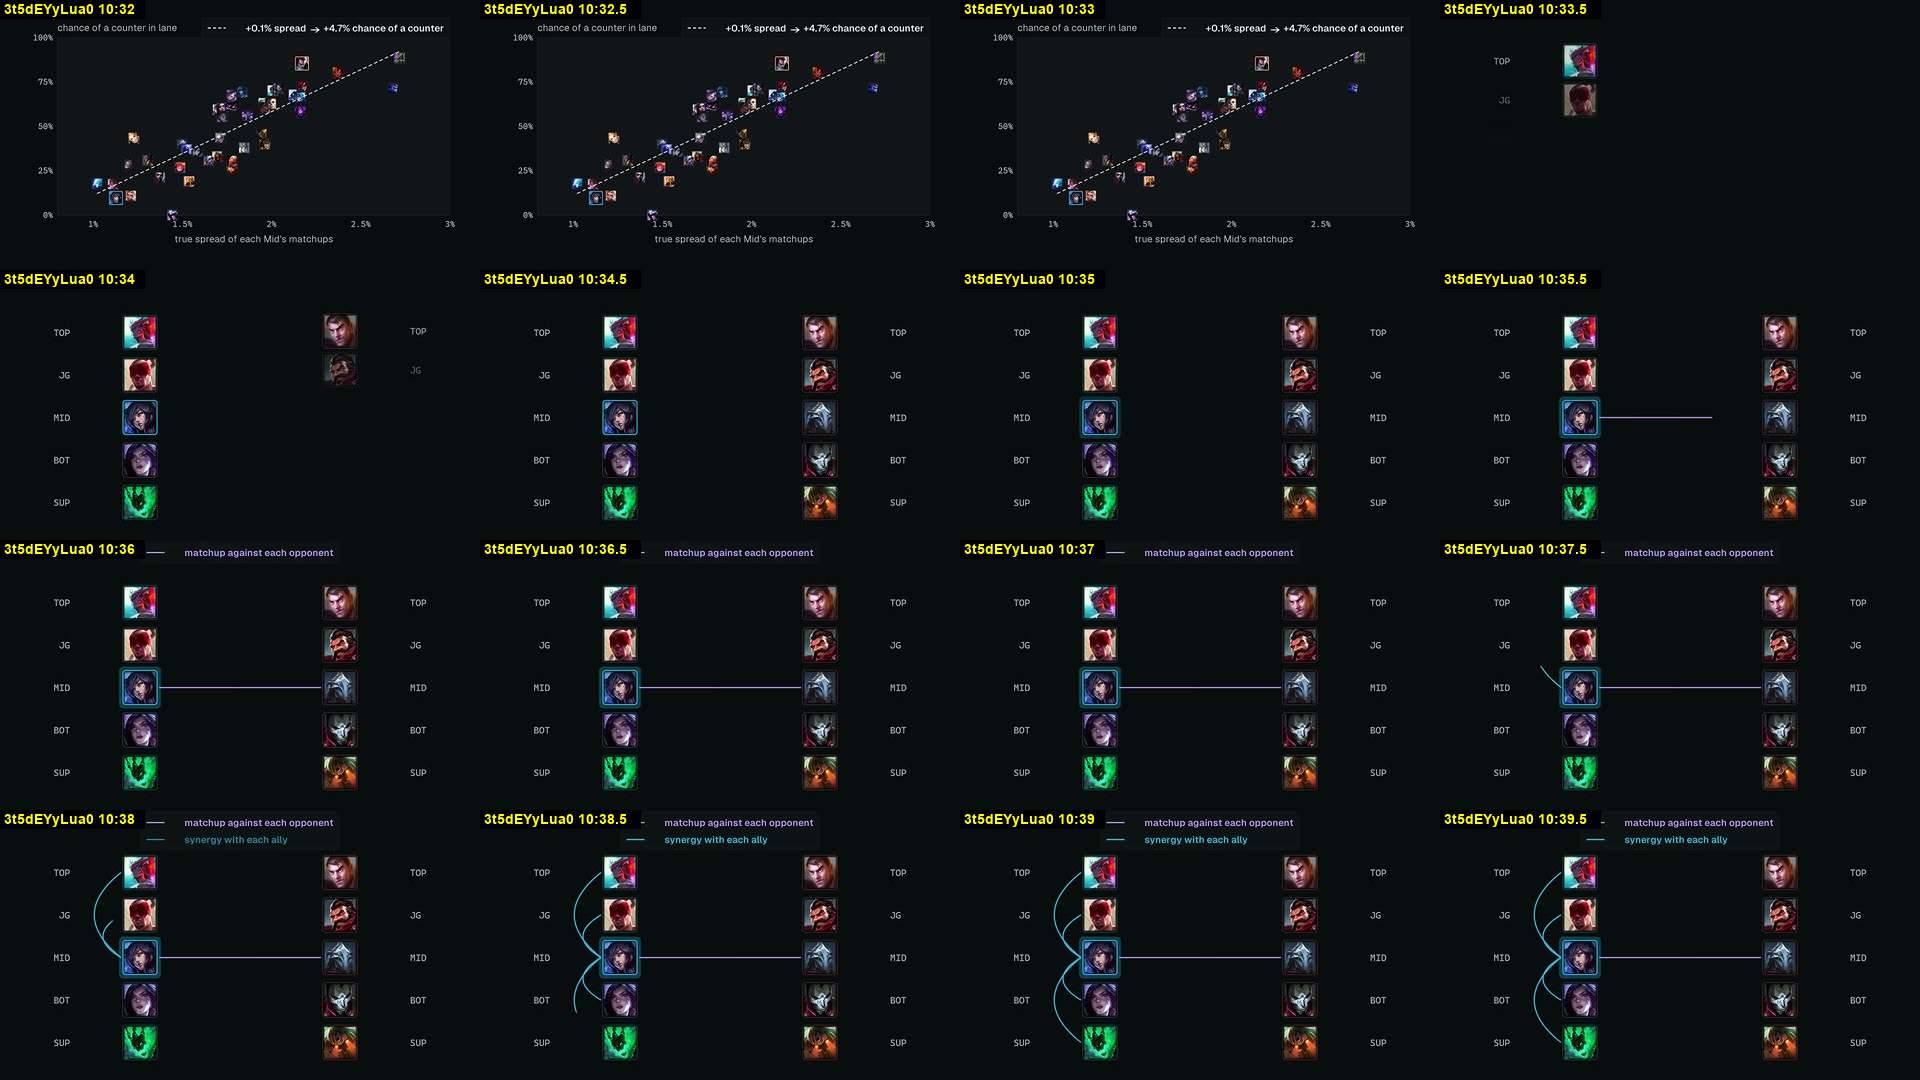 3t5dEYyLua0 10:32
chance of a counter in lane
+0.1% spread → +4.7% chance of a counter
100%
75%
50%
25%
0%
1%
1.5%
2%
2.5%
3%
true spread of each Mid's matchups
3t5dEYyLua0 10:32.5
chance of a counter in lane
+0.1% spread → +4.7% chance of a counter
100%
75%
50%
25%
0%
1%
1.5%
2%
2.5%
3%
true spread of each Mid's matchups
3t5dEYyLua0 10:33
chance of a counter in lane
+0.1% spread → +4.7% chance of a counter
100%
75%
50%
25%
0%
1%
1.5%
2%
2.5%
3%
true spread of each Mid's matchups
3t5dEYyLua0 10:33.5
TOP
JG
3t5dEYyLua0 10:34
TOP TOP
JG JG
MID
BOT
SUP
3t5dEYyLua0 10:34.5
TOP TOP
JG JG
MID MID
BOT BOT
SUP SUP
3t5dEYyLua0 10:35
TOP TOP
JG JG
MID MID
BOT BOT
SUP SUP
3t5dEYyLua0 10:35.5
TOP TOP
JG JG
MID MID
BOT BOT
SUP SUP
3t5dEYyLua0 10:36
matchup against each opponent
TOP TOP
JG JG
MID MID
BOT BOT
SUP SUP
3t5dEYyLua0 10:36.5
matchup against each opponent
TOP TOP
JG JG
MID MID
BOT BOT
SUP SUP
3t5dEYyLua0 10:37
matchup against each opponent
TOP TOP
JG JG
MID MID
BOT BOT
SUP SUP
3t5dEYyLua0 10:37.5
matchup against each opponent
TOP TOP
JG JG
MID MID
BOT BOT
SUP SUP
3t5dEYyLua0 10:38
matchup against each opponent
synergy with each ally
TOP TOP
JG JG
MID MID
BOT BOT
SUP SUP
3t5dEYyLua0 10:38.5
matchup against each opponent
synergy with each ally
TOP TOP
JG JG
MID MID
BOT BOT
SUP SUP
3t5dEYyLua0 10:39
matchup against each opponent
synergy with each ally
TOP TOP
JG JG
MID MID
BOT BOT
SUP SUP
3t5dEYyLua0 10:39.5
matchup against each opponent
synergy with each ally
TOP TOP
JG JG
MID MID
BOT BOT
SUP SUP